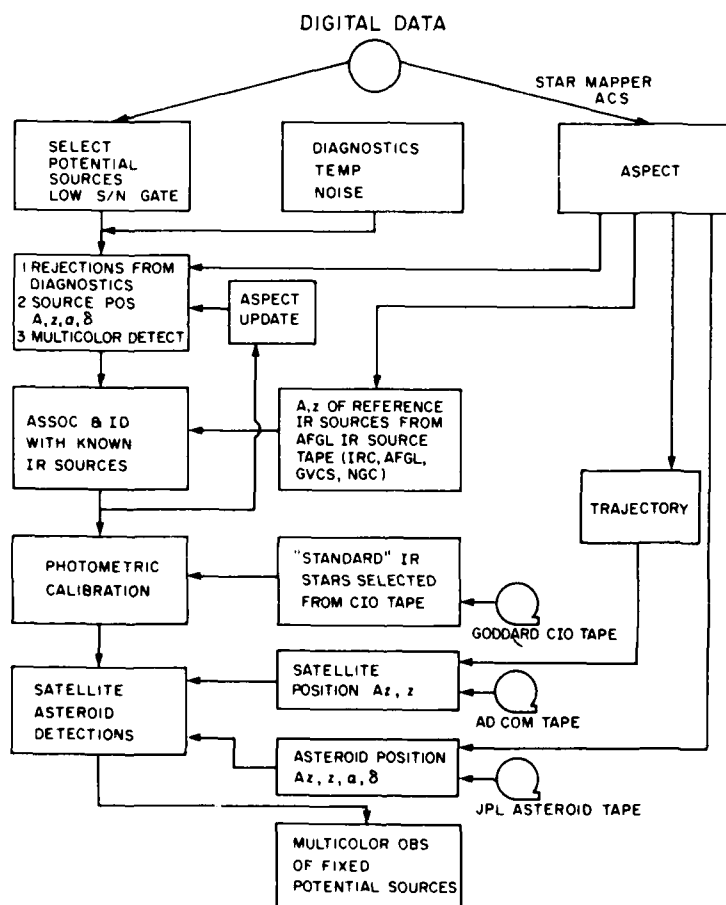 DIGITAL DATA
STAR MAPPER
ACS
SELECT
POTENTIAL
SOURCES
LOW S/N GATE
DIAGNOSTICS
TEMP
NOISE
ASPECT
1 REJECTIONS FROM
DIAGNOSTICS
2 SOURCE POS
A,z,α,δ
3 MULTICOLOR DETECT
ASPECT
UPDATE
ASSOC & ID
WITH KNOWN
IR SOURCES
A,z OF REFERENCE
IR SOURCES FROM
AFGL IR SOURCE
TAPE (IRC, AFGL,
GVCS, NGC)
TRAJECTORY
PHOTOMETRIC
CALIBRATION
"STANDARD" IR
STARS SELECTED
FROM CIO TAPE
GODDARD CIO TAPE
SATELLITE
ASTEROID
DETECTIONS
SATELLITE
POSITION Az, z
AD COM TAPE
ASTEROID POSITION
Az, z, α, δ
JPL ASTEROID TAPE
MULTICOLOR OBS
OF FIXED
POTENTIAL SOURCES